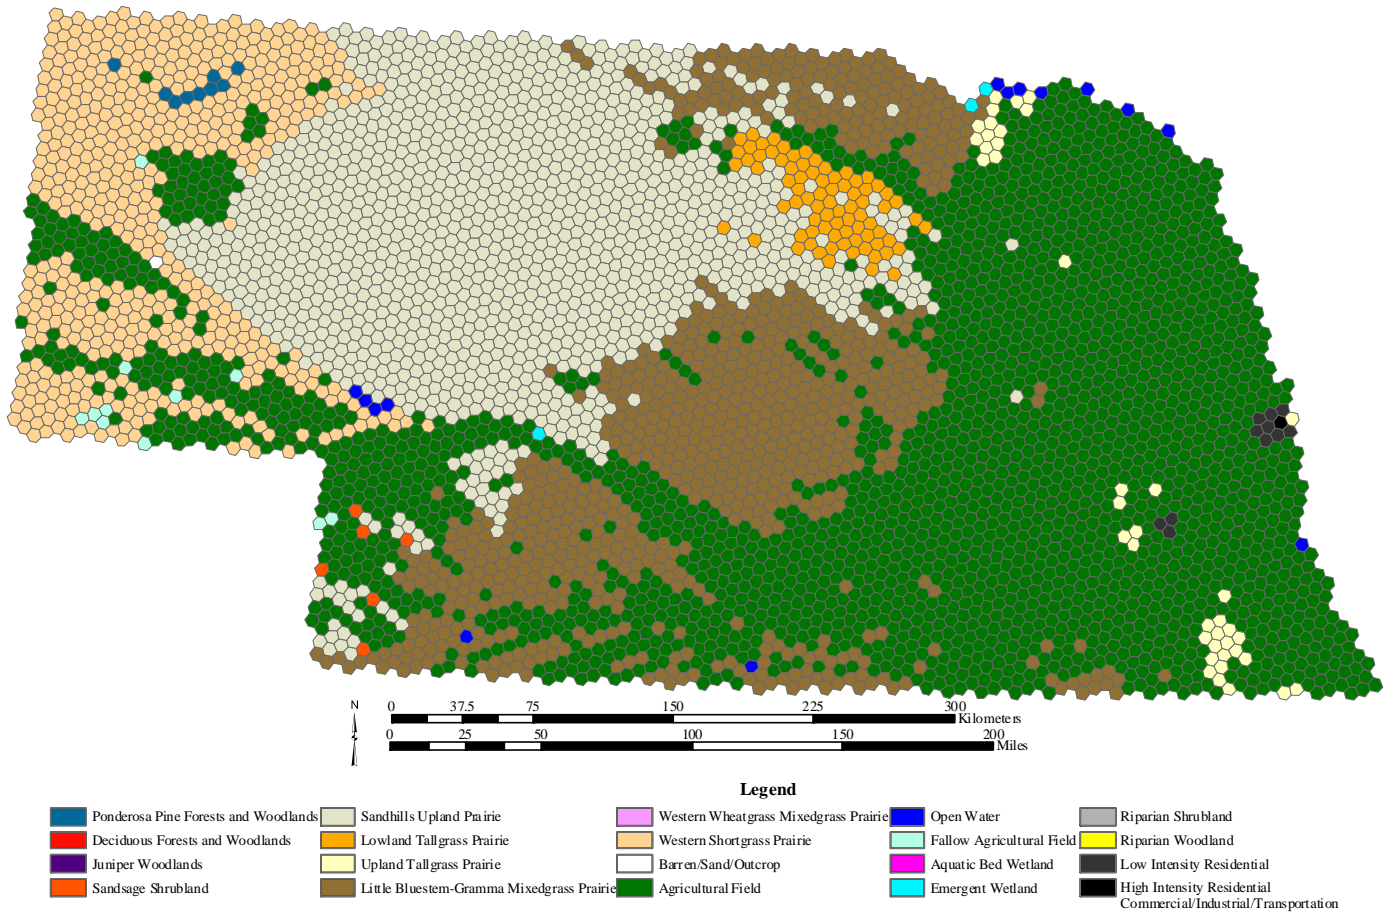 N
0 37.5 75 150 225 300
Kilometers
0 25 50 100 150 200
Miles
Legend
Ponderosa Pine Forests and Woodlands
Deciduous Forests and Woodlands
Juniper Woodlands
Sandsage Shrubland
Sandhills Upland Prairie
Lowland Tallgrass Prairie
Upland Tallgrass Prairie
Little Bluestem-Gramma Mixedgrass Prairie
Western Wheatgrass Mixedgrass Prairie
Western Shortgrass Prairie
Barren/Sand/Outcrop
Agricultural Field
Open Water
Fallow Agricultural Field
Aquatic Bed Wetland
Emergent Wetland
Riparian Shrubland
Riparian Woodland
Low Intensity Residential
High Intensity Residential
Commercial/Industrial/Transportation